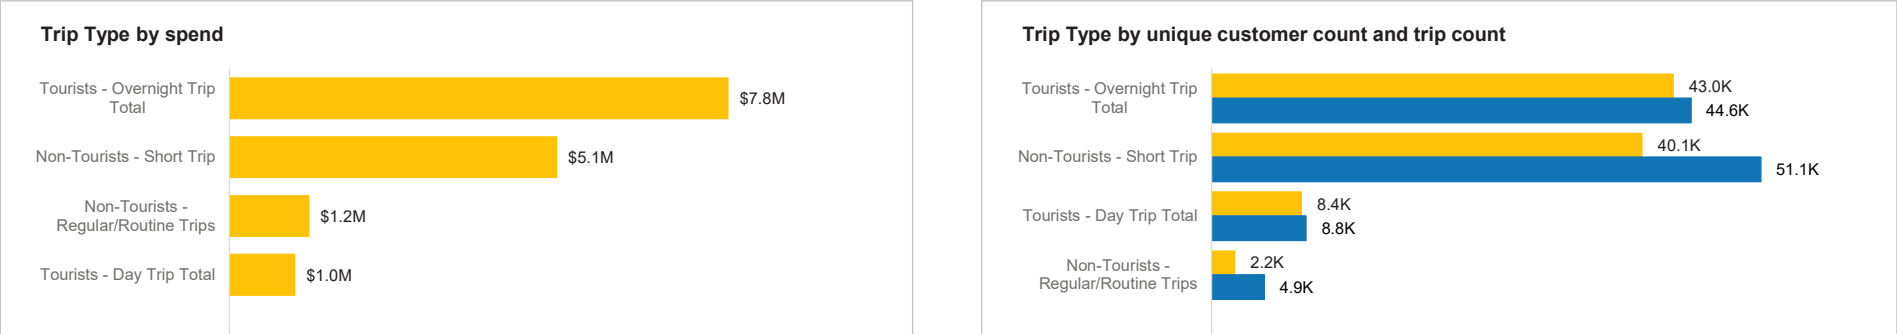 Trip Type by spend
Tourists - Overnight Trip
Total
$7.8M
Non-Tourists - Short Trip
$5.1M
Non-Tourists -
Regular/Routine Trips
$1.2M
Tourists - Day Trip Total
$1.0M
Trip Type by unique customer count and trip count
Tourists - Overnight Trip
Total
43.0K
44.6K
Non-Tourists - Short Trip
40.1K
51.1K
Tourists - Day Trip Total
8.4K
8.8K
Non-Tourists -
Regular/Routine Trips
2.2K
4.9K